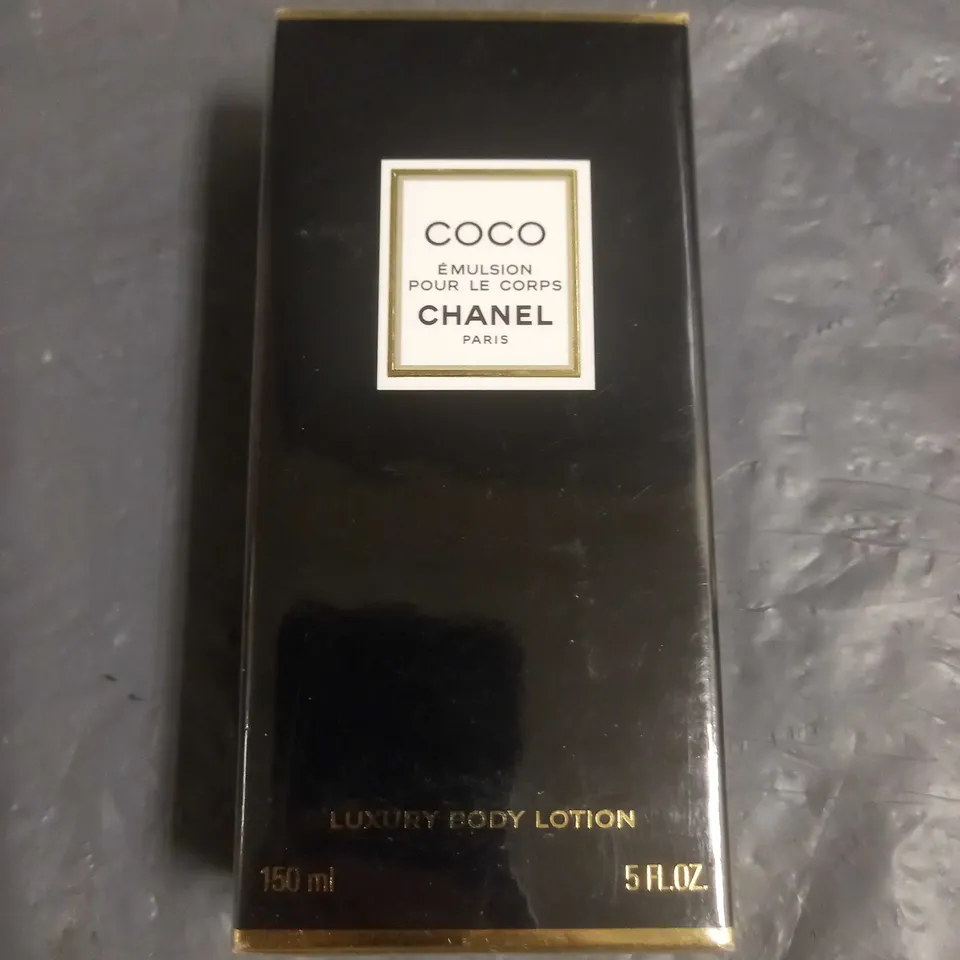 COCO
ÉMULSION
POUR LE CORPS
CHANEL
PARIS
LUXURY BODY LOTION
150 ml 5 FL.OZ.